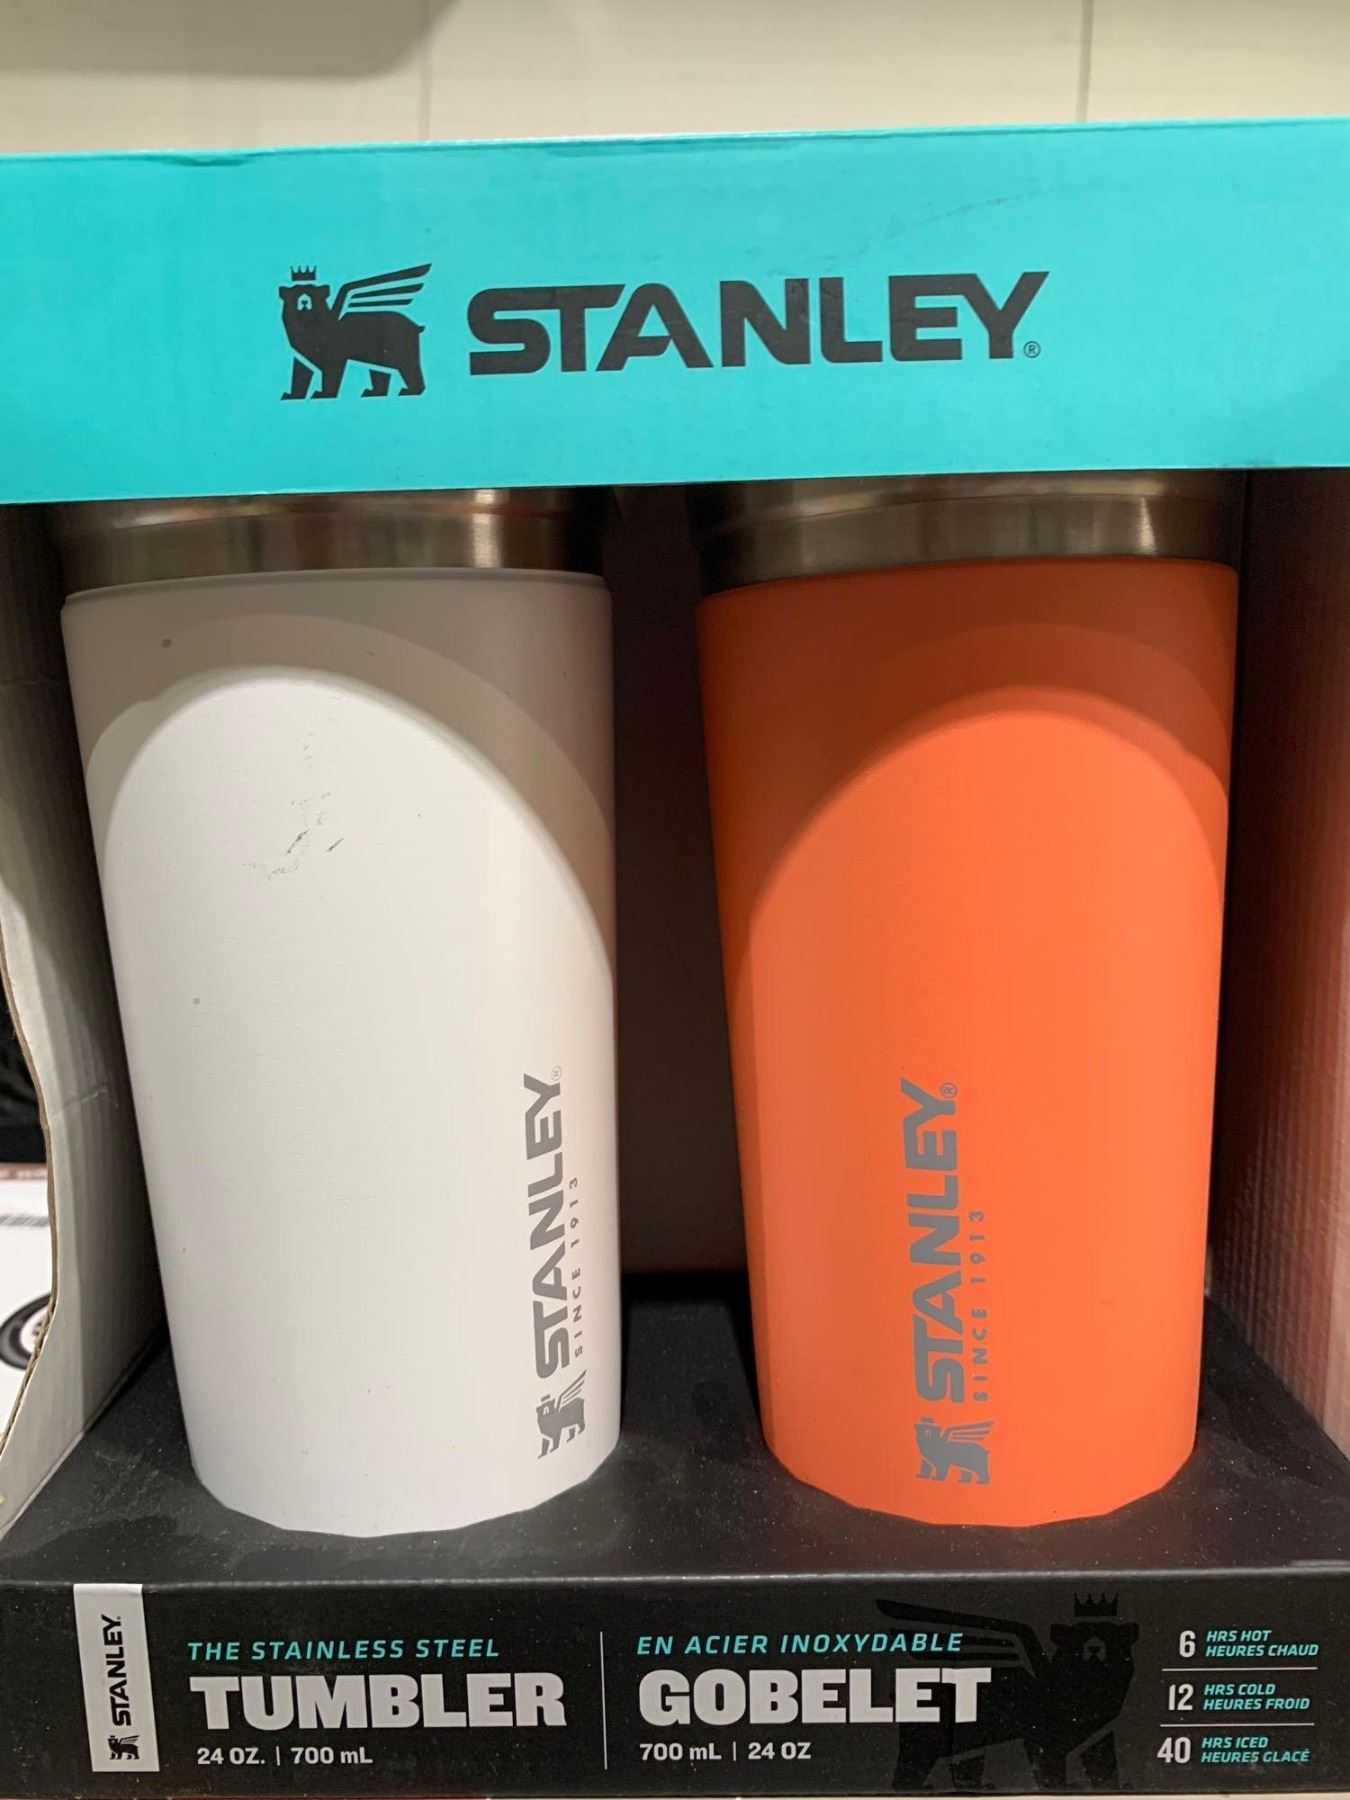 STANLEY®
STANLEY®
SINCE 1913
STANLEY®
SINCE 1913
STANLEY
THE STAINLESS STEEL
TUMBLER
24 OZ. | 700 mL
EN ACIER INOXYDABLE
GOBELET
700 mL | 24 OZ
6 HRS HOT
HEURES CHAUD
12 HRS COLD
HEURES FROID
40 HRS ICED
HEURES GLACÉ